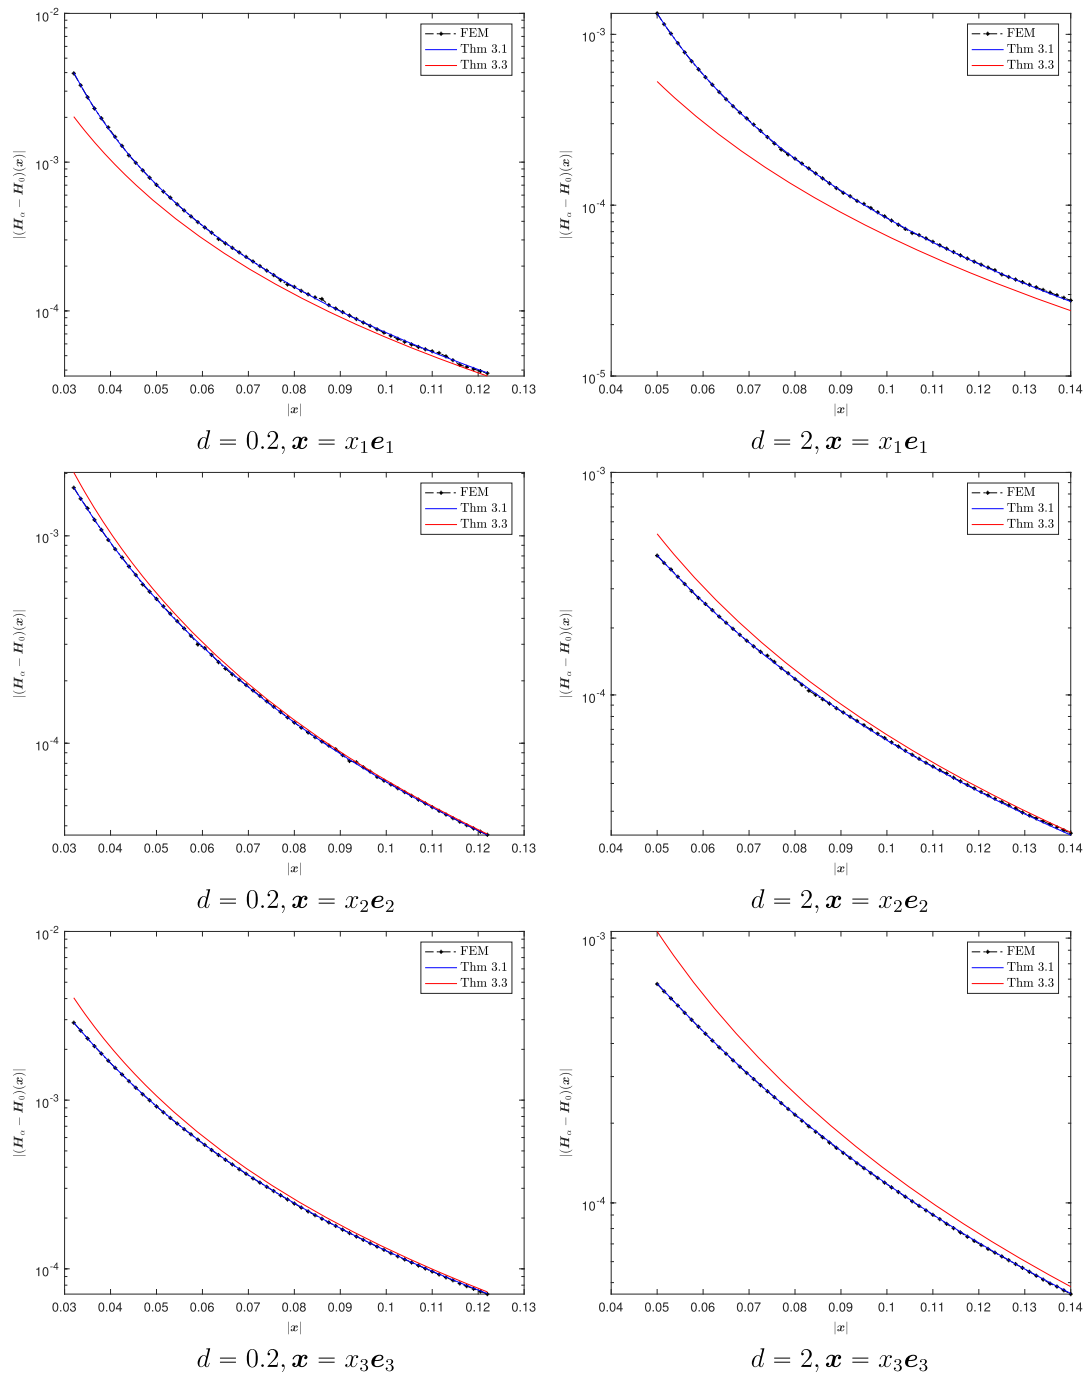 10^-2
10^-3
10^-4
|(H_α − H_0)(x)|
FEM
Thm 3.1
Thm 3.3
0.03 0.04 0.05 0.06 0.07 0.08 0.09 0.1 0.11 0.12 0.13
|x|
d = 0.2, x = x_1e_1
10^-3
10^-4
10^-5
|(H_α − H_0)(x)|
FEM
Thm 3.1
Thm 3.3
0.04 0.05 0.06 0.07 0.08 0.09 0.1 0.11 0.12 0.13 0.14
|x|
d = 2, x = x_1e_1
10^-3
10^-4
|(H_α − H_0)(x)|
FEM
Thm 3.1
Thm 3.3
0.03 0.04 0.05 0.06 0.07 0.08 0.09 0.1 0.11 0.12 0.13
|x|
d = 0.2, x = x_2e_2
10^-3
10^-4
|(H_α − H_0)(x)|
FEM
Thm 3.1
Thm 3.3
0.04 0.05 0.06 0.07 0.08 0.09 0.1 0.11 0.12 0.13 0.14
|x|
d = 2, x = x_2e_2
10^-2
10^-3
10^-4
|(H_α − H_0)(x)|
FEM
Thm 3.1
Thm 3.3
0.03 0.04 0.05 0.06 0.07 0.08 0.09 0.1 0.11 0.12 0.13
|x|
d = 0.2, x = x_3e_3
10^-3
10^-4
|(H_α − H_0)(x)|
FEM
Thm 3.1
Thm 3.3
0.04 0.05 0.06 0.07 0.08 0.09 0.1 0.11 0.12 0.13 0.14
|x|
d = 2, x = x_3e_3